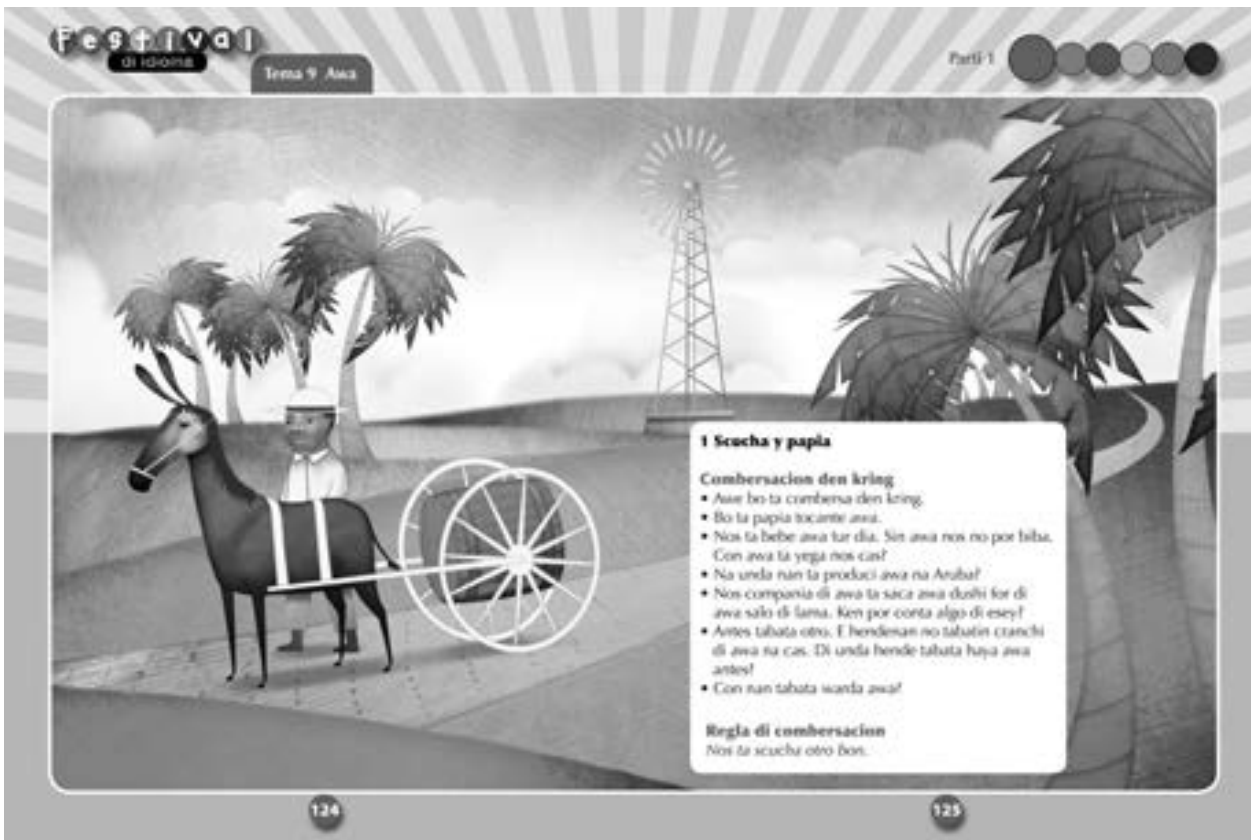 Festival
di idioma
Tema 9 Awa
Parti 1
1 Scucha y papia
Combersacion den kring
• Awe bo ta combersa den kring.
• Bo ta papia tocante awa.
• Nos ta bebe awa tur dia. Sin awa nos no por biba.
Con awa ta yega nos cas?
• Na unda nan ta produci awa na Aruba?
• Nos compania di awa ta saca awa dushi for di
awa salo di lama. Ken por conta algo di esey?
• Antes tabata otro. E hendenan no tabatin cranchi
di awa na cas. Di unda hende tabata haya awa
antes?
• Con nan tabata warda awa?
Regla di combersacion
Nos ta scucha otro bon.
124
125